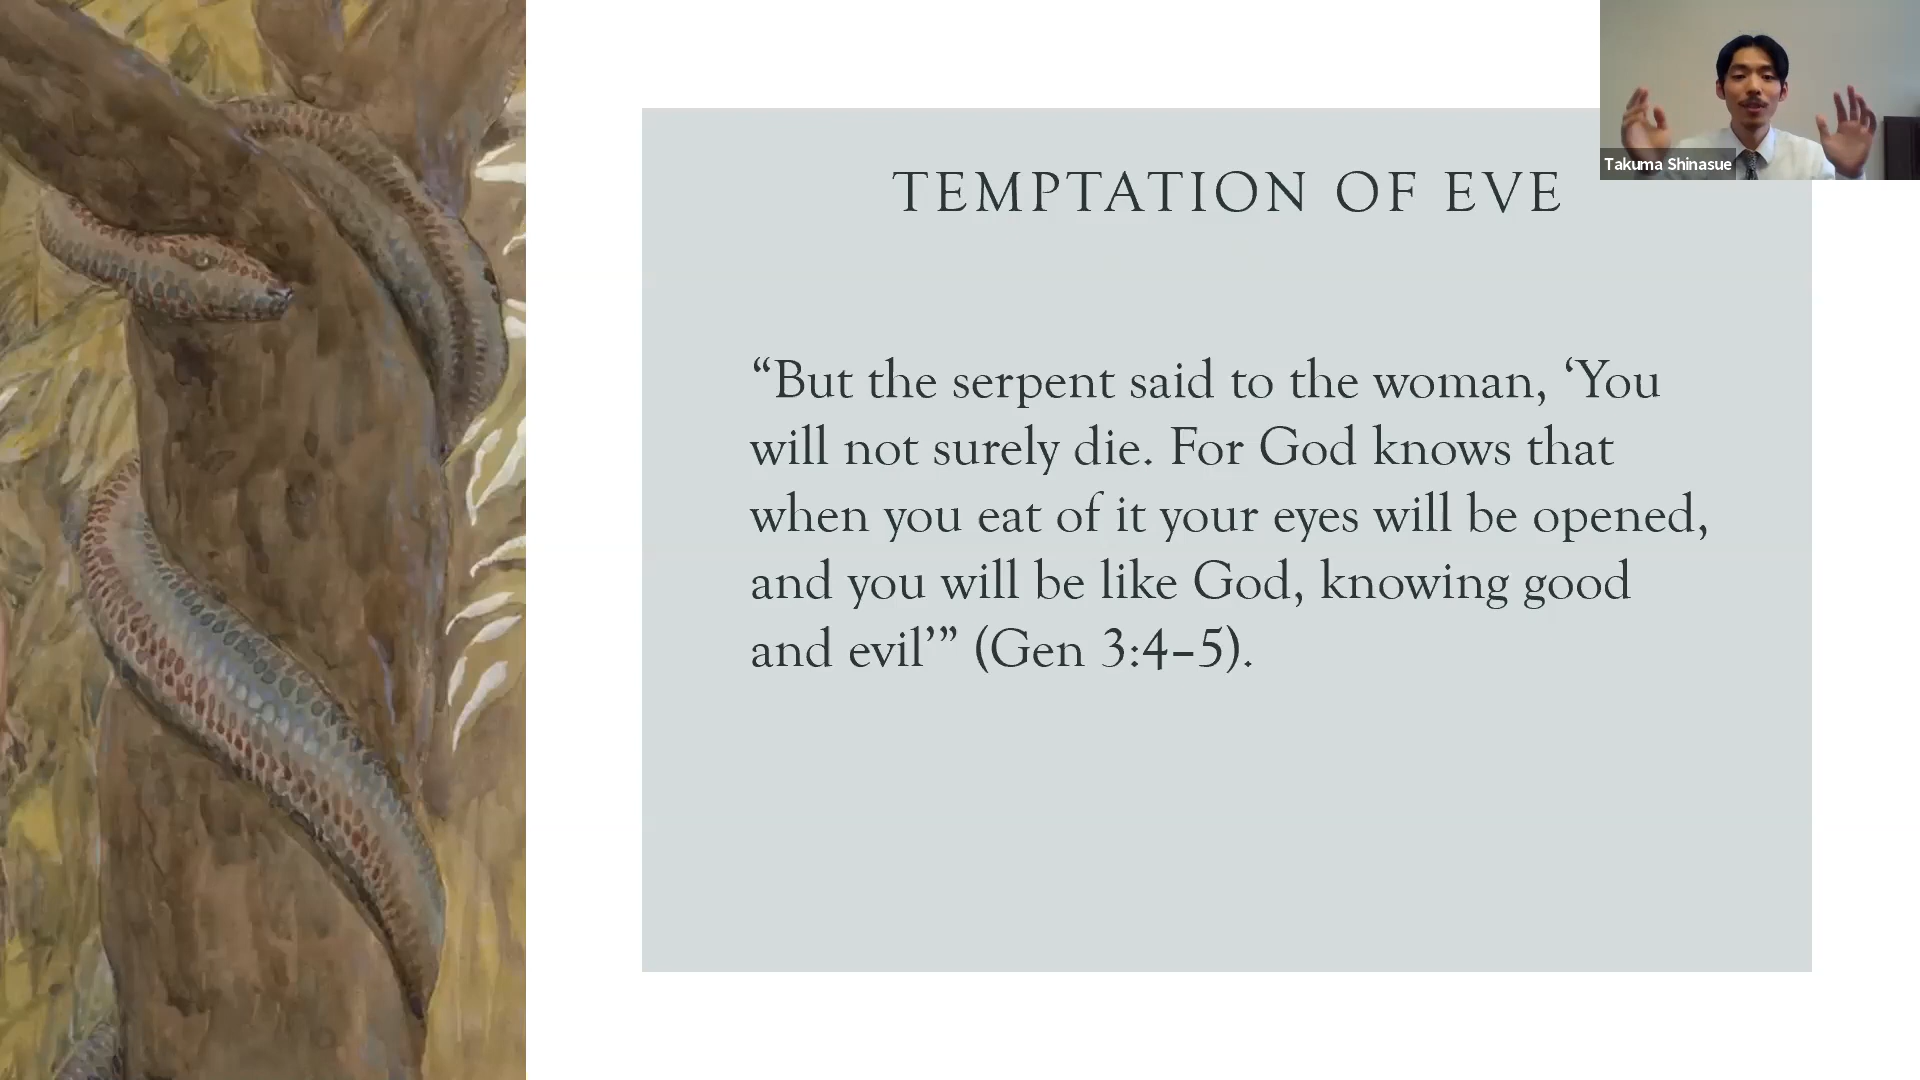 TEMPTATION OF EVE
Takuma Shinasue
“But the serpent said to the woman, ‘You
will not surely die. For God knows that
when you eat of it your eyes will be opened,
and you will be like God, knowing good
and evil’” (Gen 3:4–5).